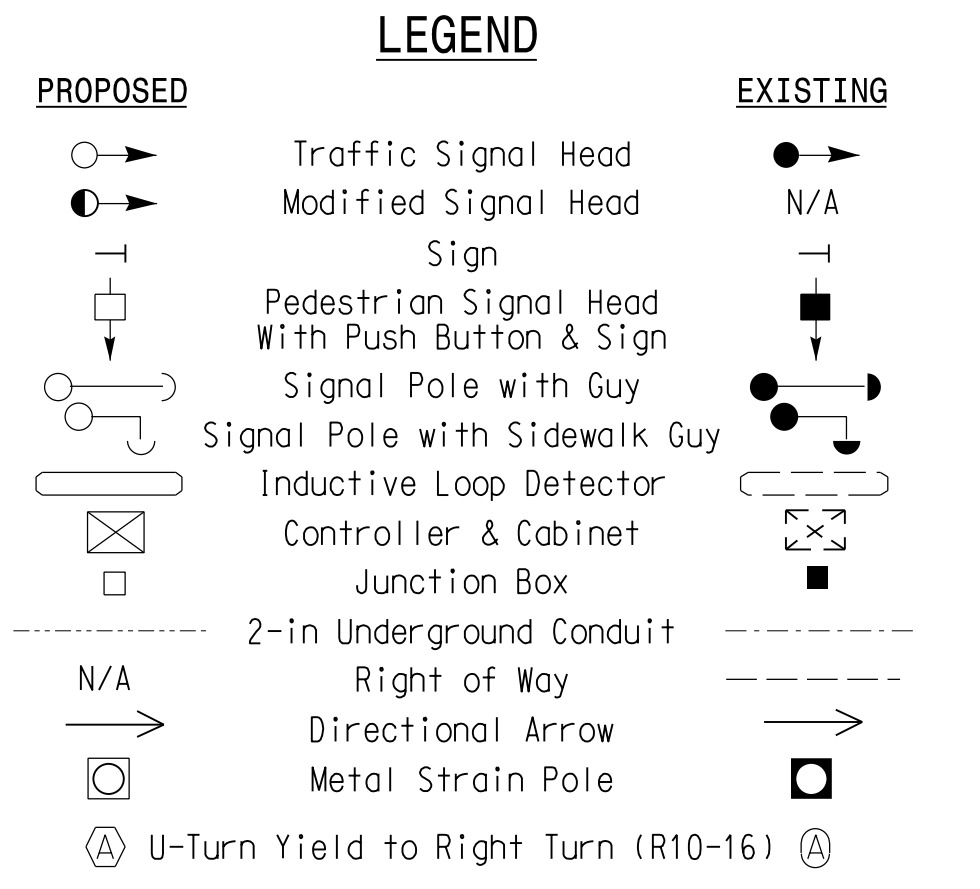 LEGEND
PROPOSED EXISTING
Traffic Signal Head
Modified Signal Head N/A
Sign
Pedestrian Signal Head
With Push Button & Sign
Signal Pole with Guy
Signal Pole with Sidewalk Guy
Inductive Loop Detector
Controller & Cabinet
Junction Box
2-in Underground Conduit
N/A Right of Way
Directional Arrow
Metal Strain Pole
A U-Turn Yield to Right Turn (R10-16) A